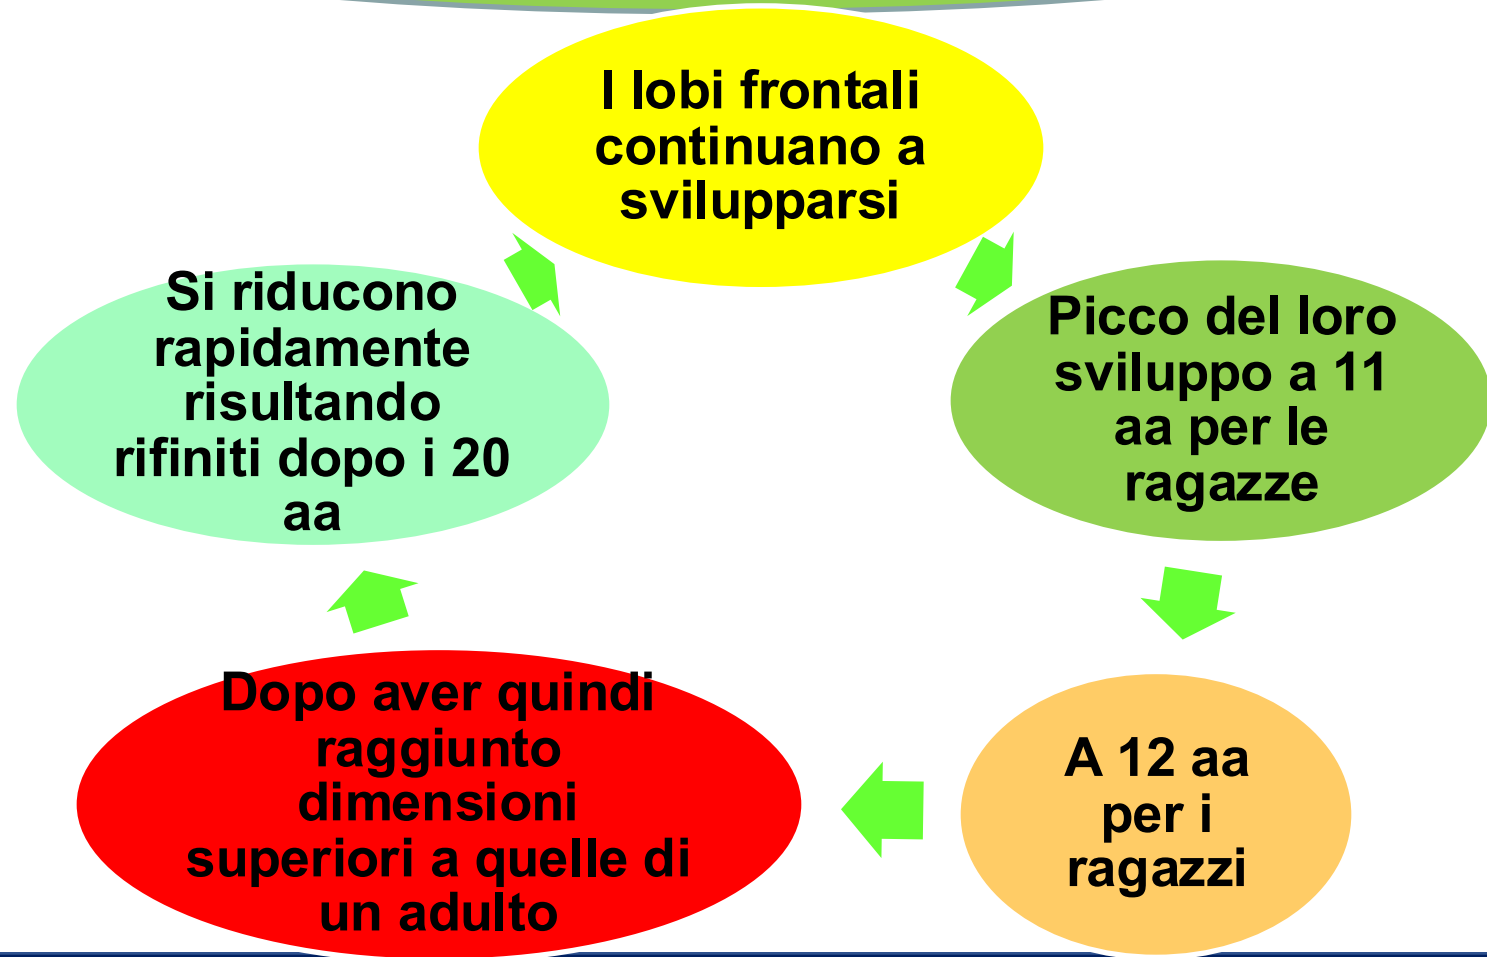 I lobi frontali
continuano a
svilupparsi
Picco del loro
sviluppo a 11
aa per le
ragazze
A 12 aa
per i
ragazzi
Dopo aver quindi
raggiunto
dimensioni
superiori a quelle di
un adulto
Si riducono
rapidamente
risultando
rifiniti dopo i 20
aa